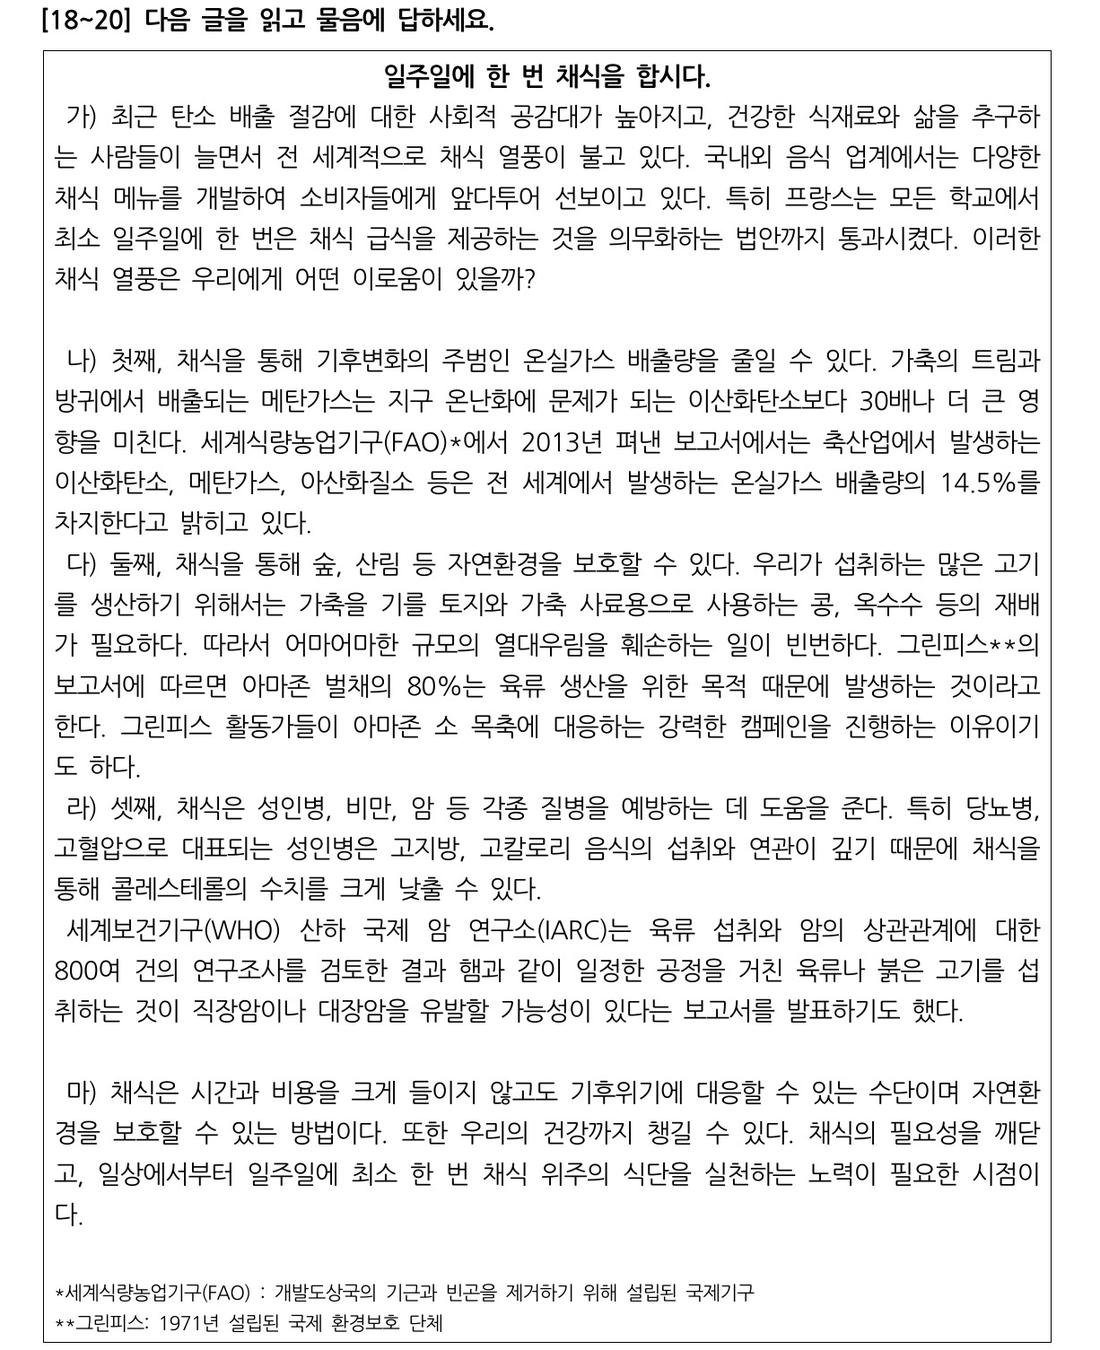 [18~20] 다음 글을 읽고 물음에 답하세요.
일주일에 한 번 채식을 합시다.
가) 최근 탄소 배출 절감에 대한 사회적 공감대가 높아지고, 건강한 식재료와 삶을 추구하
는 사람들이 늘면서 전 세계적으로 채식 열풍이 불고 있다. 국내외 음식 업계에서는 다양한
채식 메뉴를 개발하여 소비자들에게 앞다투어 선보이고 있다. 특히 프랑스는 모든 학교에서
최소 일주일에 한 번은 채식 급식을 제공하는 것을 의무화하는 법안까지 통과시켰다. 이러한
채식 열풍은 우리에게 어떤 이로움이 있을까?
나) 첫째, 채식을 통해 기후변화의 주범인 온실가스 배출량을 줄일 수 있다. 가축의 트림과
방귀에서 배출되는 메탄가스는 지구 온난화에 문제가 되는 이산화탄소보다 30배나 더 큰 영
향을 미친다. 세계식량농업기구(FAO)*에서 2013년 펴낸 보고서에서는 축산업에서 발생하는
이산화탄소, 메탄가스, 아산화질소 등은 전 세계에서 발생하는 온실가스 배출량의 14.5%를
차지한다고 밝히고 있다.
다) 둘째, 채식을 통해 숲, 산림 등 자연환경을 보호할 수 있다. 우리가 섭취하는 많은 고기
를 생산하기 위해서는 가축을 기를 토지와 가축 사료용으로 사용하는 콩, 옥수수 등의 재배
가 필요하다. 따라서 어마어마한 규모의 열대우림을 훼손하는 일이 빈번하다. 그린피스**의
보고서에 따르면 아마존 벌채의 80%는 육류 생산을 위한 목적 때문에 발생하는 것이라고
한다. 그린피스 활동가들이 아마존 소 목축에 대응하는 강력한 캠페인을 진행하는 이유이기
도 하다.
라) 셋째, 채식은 성인병, 비만, 암 등 각종 질병을 예방하는 데 도움을 준다. 특히 당뇨병,
고혈압으로 대표되는 성인병은 고지방, 고칼로리 음식의 섭취와 연관이 깊기 때문에 채식을
통해 콜레스테롤의 수치를 크게 낮출 수 있다.
세계보건기구(WHO) 산하 국제 암 연구소(IARC)는 육류 섭취와 암의 상관관계에 대한
800여 건의 연구조사를 검토한 결과 햄과 같이 일정한 공정을 거친 육류나 붉은 고기를 섭
취하는 것이 직장암이나 대장암을 유발할 가능성이 있다는 보고서를 발표하기도 했다.
마) 채식은 시간과 비용을 크게 들이지 않고도 기후위기에 대응할 수 있는 수단이며 자연환
경을 보호할 수 있는 방법이다. 또한 우리의 건강까지 챙길 수 있다. 채식의 필요성을 깨닫
고, 일상에서부터 일주일에 최소 한 번 채식 위주의 식단을 실천하는 노력이 필요한 시점이
다.
*세계식량농업기구(FAO) : 개발도상국의 기근과 빈곤을 제거하기 위해 설립된 국제기구
**그린피스: 1971년 설립된 국제 환경보호 단체